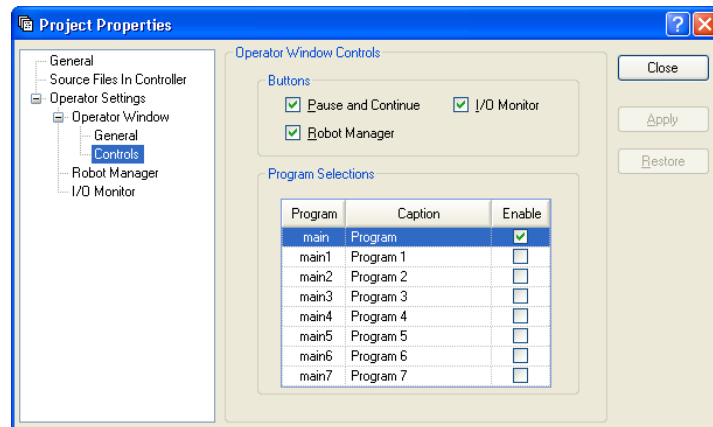 Project Properties
General
Source Files In Controller
Operator Settings
Operator Window
General
Controls
Robot Manager
I/O Monitor
Operator Window Controls
Buttons
Pause and Continue I/O Monitor
Robot Manager
Program Selections
Program Caption Enable
main Program
main1 Program 1
main2 Program 2
main3 Program 3
main4 Program 4
main5 Program 5
main6 Program 6
main7 Program 7
Close
Apply
Restore